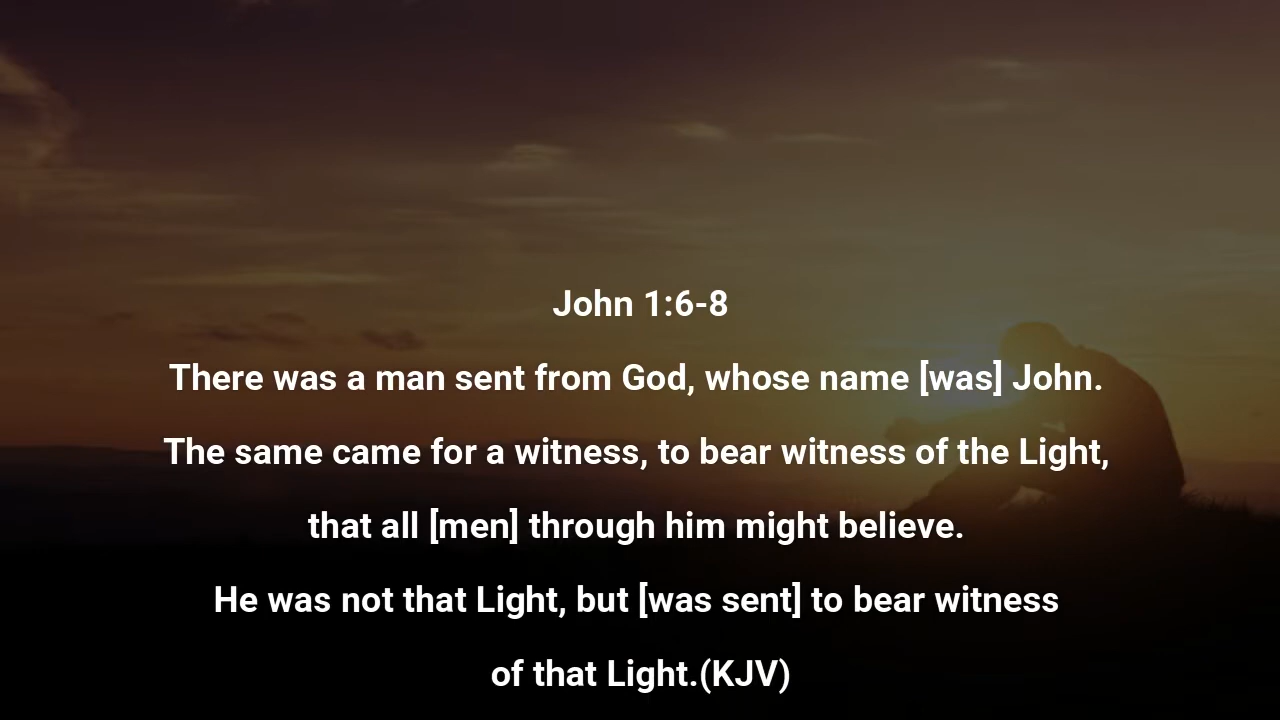 John 1:6-8
There was a man sent from God, whose name [was] John.
The same came for a witness, to bear witness of the Light,
that all [men] through him might believe.
He was not that Light, but [was sent] to bear witness
of that Light.(KJV)